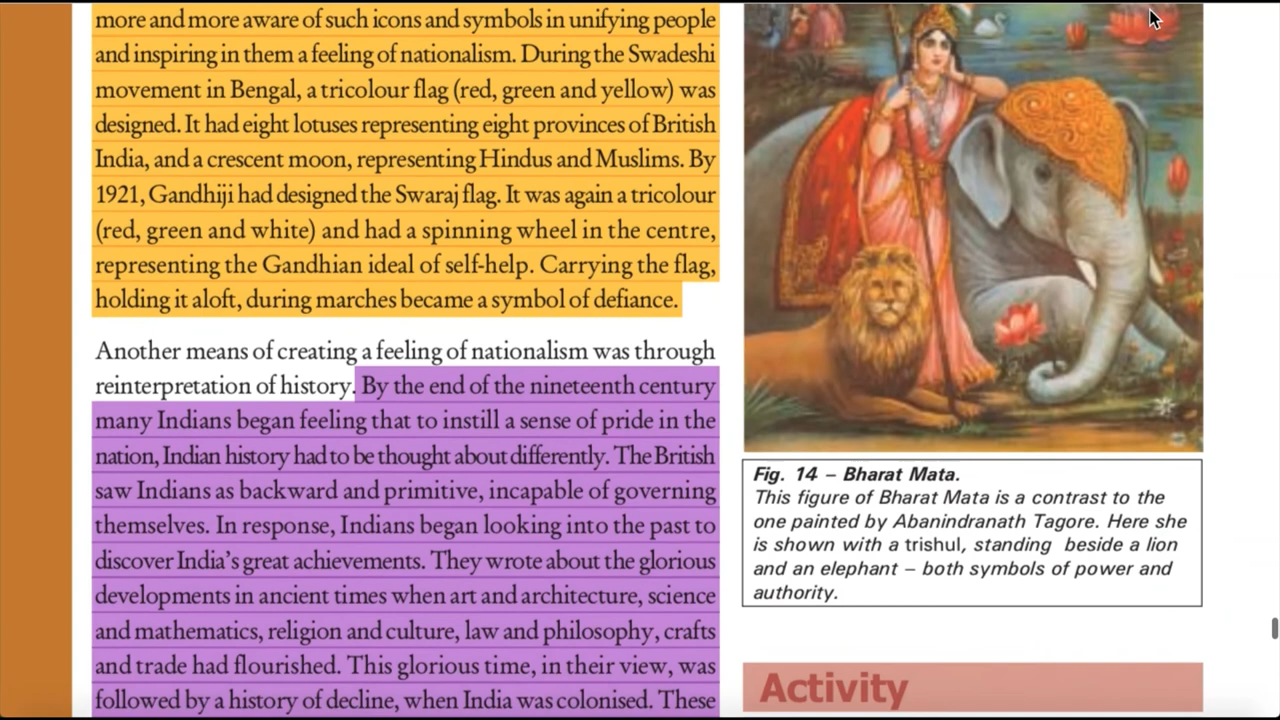 more and more aware of such icons and symbols in unifying people
and inspiring in them a feeling of nationalism. During the Swadeshi
movement in Bengal, a tricolour flag (red, green and yellow) was
designed. It had eight lotuses representing eight provinces of British
India, and a crescent moon, representing Hindus and Muslims. By
1921, Gandhiji had designed the Swaraj flag. It was again a tricolour
(red, green and white) and had a spinning wheel in the centre,
representing the Gandhian ideal of self-help. Carrying the flag,
holding it aloft, during marches became a symbol of defiance.
Another means of creating a feeling of nationalism was through
reinterpretation of history. By the end of the nineteenth century
many Indians began feeling that to instill a sense of pride in the
nation, Indian history had to be thought about differently. The British
saw Indians as backward and primitive, incapable of governing
themselves. In response, Indians began looking into the past to
discover India's great achievements. They wrote about the glorious
developments in ancient times when art and architecture, science
and mathematics, religion and culture, law and philosophy, crafts
and trade had flourished. This glorious time, in their view, was
followed by a history of decline, when India was colonised. These
Fig. 14 – Bharat Mata.
This figure of Bharat Mata is a contrast to the
one painted by Abanindranath Tagore. Here she
is shown with a trishul, standing beside a lion
and an elephant – both symbols of power and
authority.
Activity